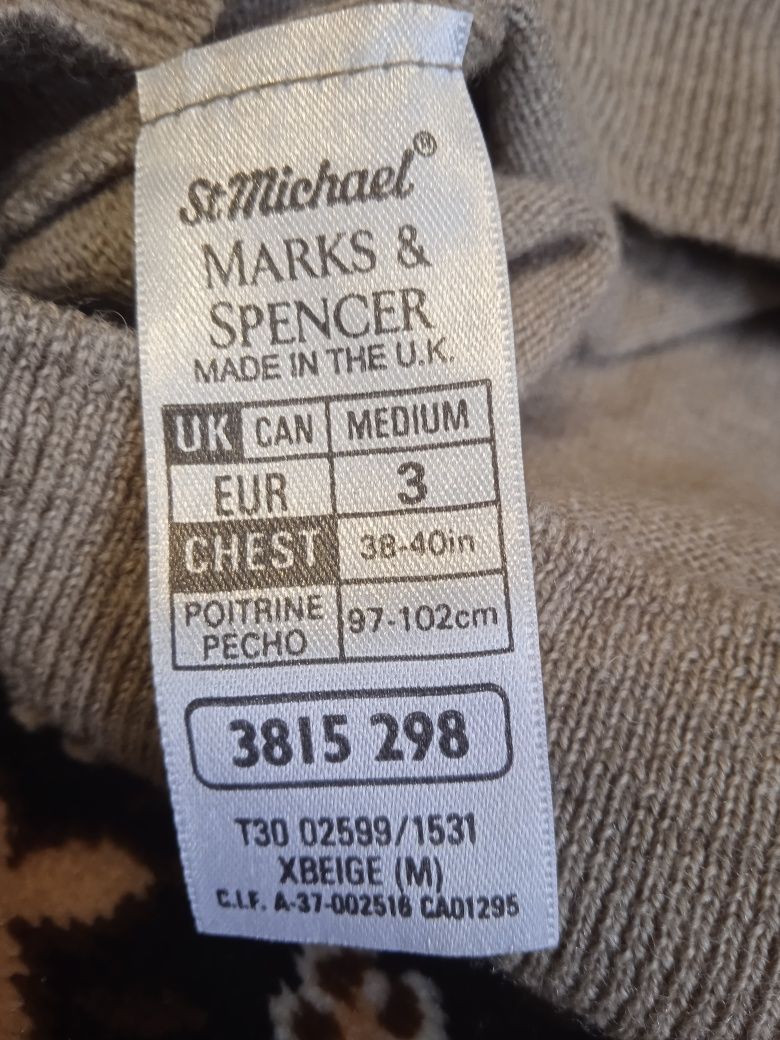 St.Michael®
MARKS &
SPENCER
MADE IN THE U.K.
UK CAN MEDIUM
EUR 3
CHEST 38-40in
POITRINE
PECHO 97-102cm
3815 298
T30 02599/1531
XBEIGE (M)
C.I.F. A-37-002516 CA01295